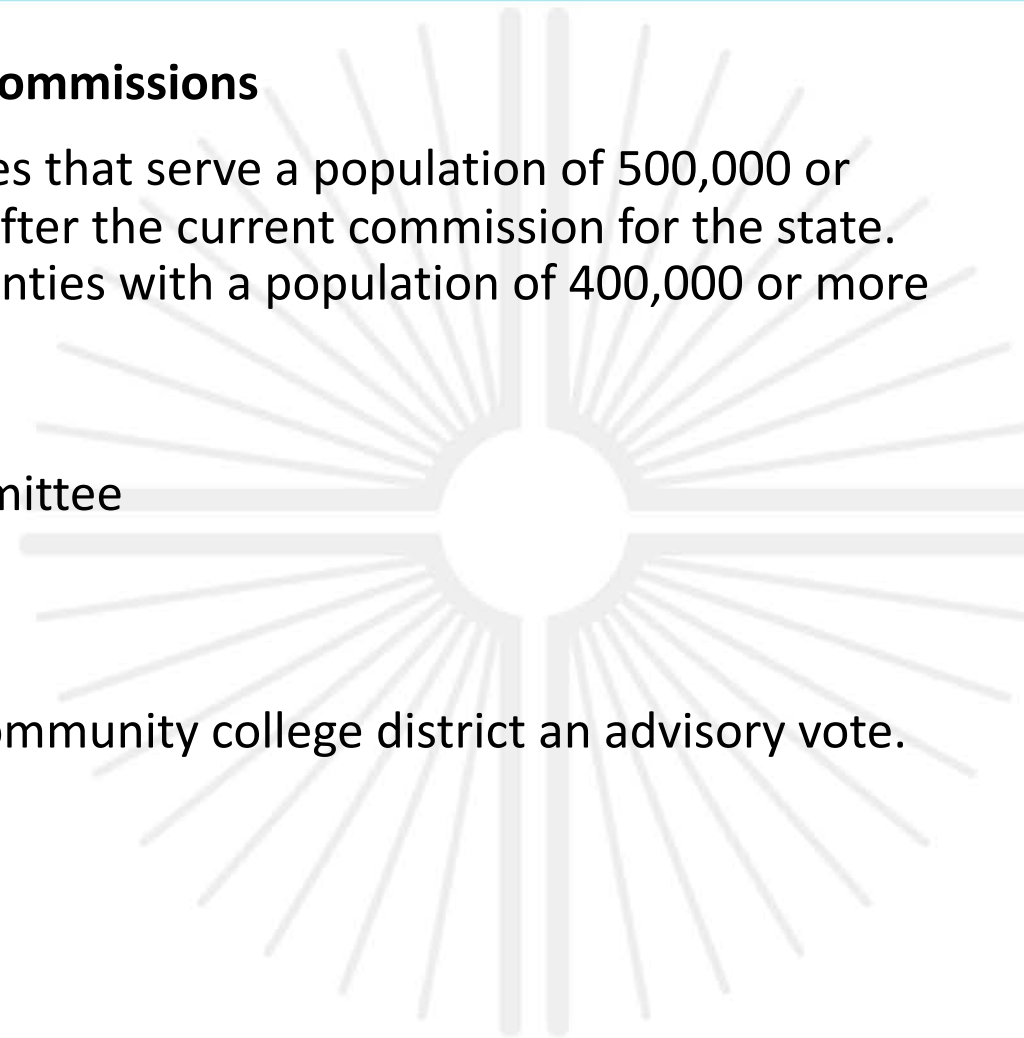 ommissions
es that serve a population of 500,000 or
fter the current commission for the state.
nties with a population of 400,000 or more
mittee
ommunity college district an advisory vote.